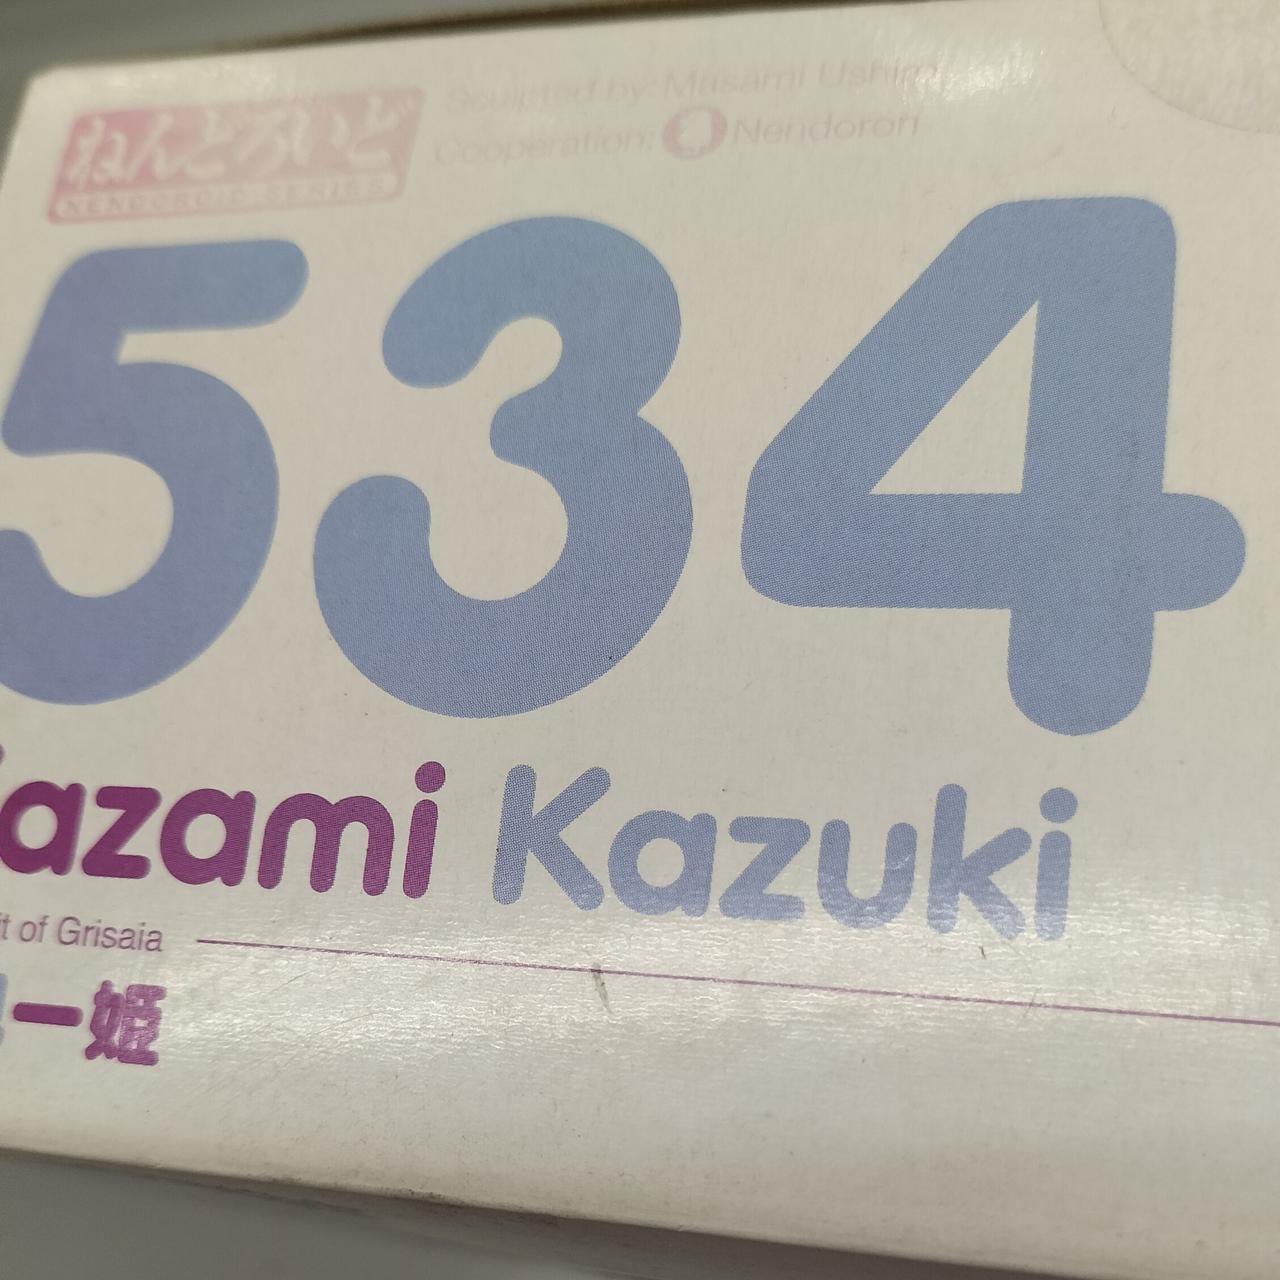 ねんどろいど
NENDOROID SERIES
Sculpted by: Masami Ushim
Cooperation: Nendoron
534
azami Kazuki
it of Grisaia
一姫